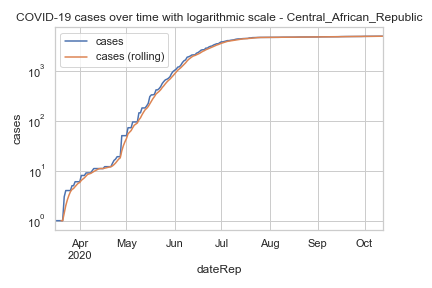 COVID-19 cases over time with logarithmic scale - Central_African_Republic
cases
cases (rolling)
cases
10³
10²
10¹
10⁰
Apr May Jun Jul Aug Sep Oct
2020
dateRep